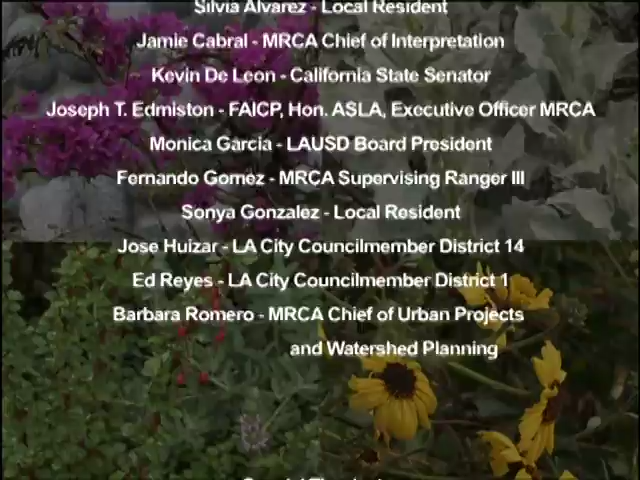 Silvia Alvarez - Local Resident
Jamie Cabral - MRCA Chief of Interpretation
Kevin De Leon - California State Senator
Joseph T. Edmiston - FAICP, Hon. ASLA, Executive Officer MRCA
Monica Garcia - LAUSD Board President
Fernando Gomez - MRCA Supervising Ranger III
Sonya Gonzalez - Local Resident
Jose Huizar - LA City Councilmember District 14
Ed Reyes - LA City Councilmember District 1
Barbara Romero - MRCA Chief of Urban Projects
and Watershed Planning